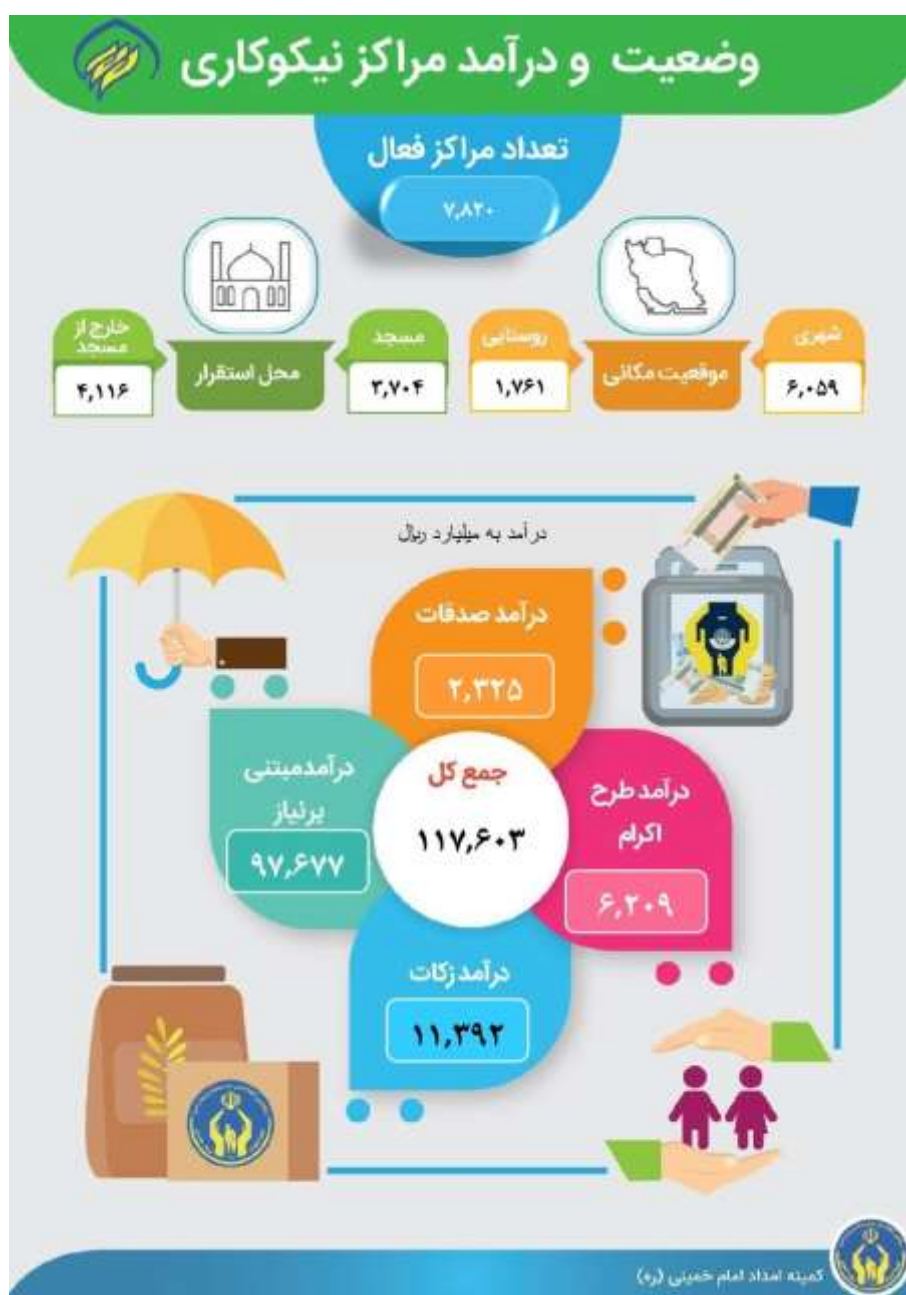 وضعیت و درآمد مراکز نیکوکاری
تعداد مراکز فعال
۷,۸۲۰
شهری
۶,۰۵۹
موقعیت مکانی
روستایی
۱,۷۶۱
مسجد
۳,۷۰۴
محل استقرار
خارج از
مسجد
۴,۱۱۶
درآمد به میلیارد ریال
درآمد صدقات
۲,۳۲۵
درآمد طرح
اکرام
۶,۲۰۹
جمع کل
۱۱۷,۶۰۳
درآمدمبتنی
برنیاز
۹۷,۶۷۷
درآمد زکات
۱۱,۳۹۲
کمیته امداد امام خمینی (ره)